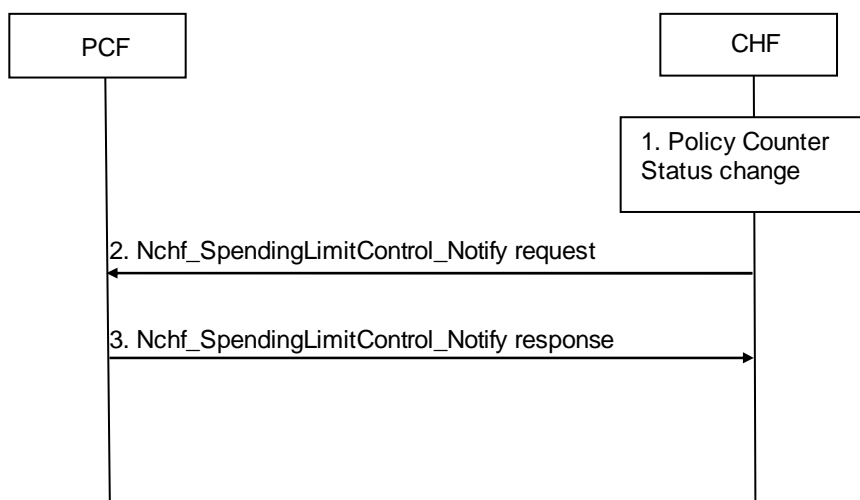 PCF
CHF
1. Policy Counter
Status change
2. Nchf_SpendingLimitControl_Notify request
3. Nchf_SpendingLimitControl_Notify response